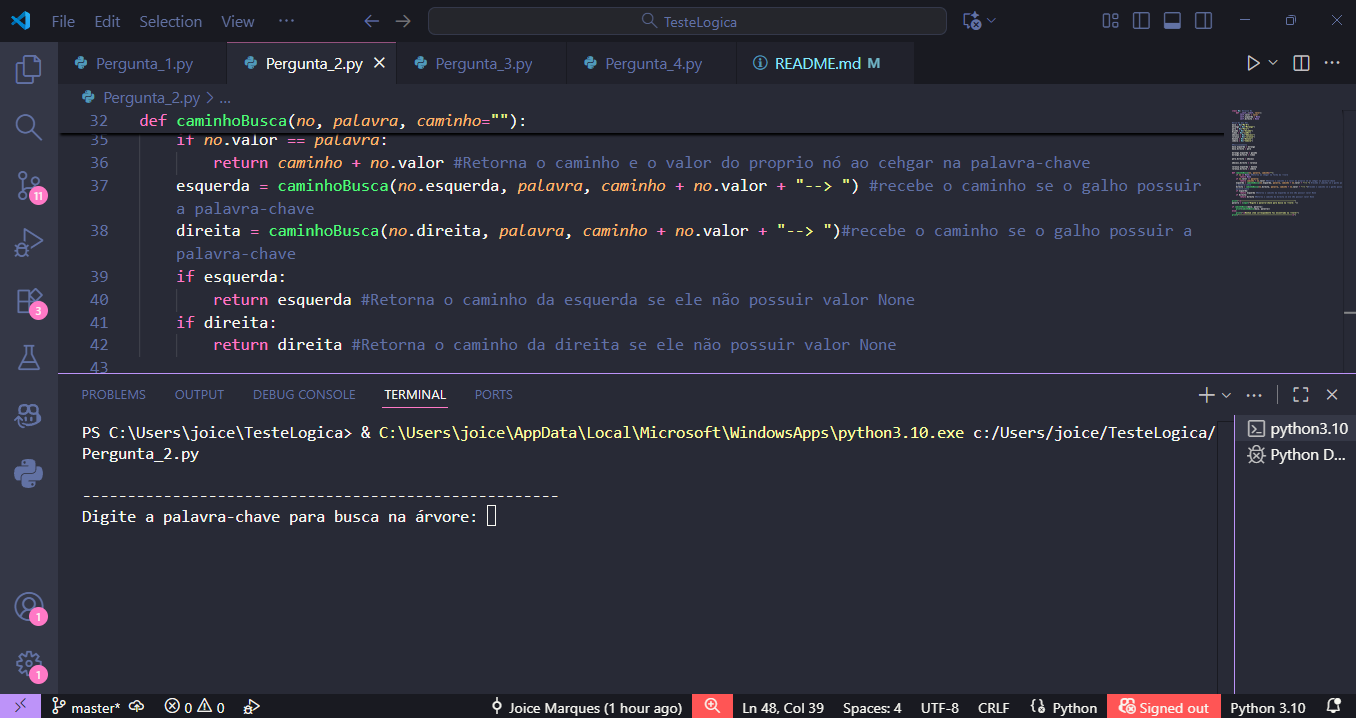 File Edit Selection View ··· TesteLogica
Pergunta_1.py Pergunta_2.py Pergunta_3.py Pergunta_4.py README.md M
Pergunta_2.py > ...
32 def caminhoBusca(no, palavra, caminho=""):
35 if no.valor == palavra:
36 return caminho + no.valor #Retorna o caminho e o valor do proprio nó ao cehgar na palavra-chave
37 esquerda = caminhoBusca(no.esquerda, palavra, caminho + no.valor + "--> ") #recebe o caminho se o galho possuir
a palavra-chave
38 direita = caminhoBusca(no.direita, palavra, caminho + no.valor + "--> ")#recebe o caminho se o galho possuir a
palavra-chave
39 if esquerda:
40 return esquerda #Retorna o caminho da esquerda se ele não possuir valor None
41 if direita:
42 return direita #Retorna o caminho da direita se ele não possuir valor None
43
PROBLEMS OUTPUT DEBUG CONSOLE TERMINAL PORTS
PS C:\Users\joice\TesteLogica> & C:\Users\joice\AppData\Local\Microsoft\WindowsApps\python3.10.exe c:/Users/joice/TesteLogica/
Pergunta_2.py
-----------------------------------------------------
Digite a palavra-chave para busca na árvore:
python3.10
Python D...
11
3
1
1
master* 0 0 Joice Marques (1 hour ago) Ln 48, Col 39 Spaces: 4 UTF-8 CRLF Python Signed out Python 3.10